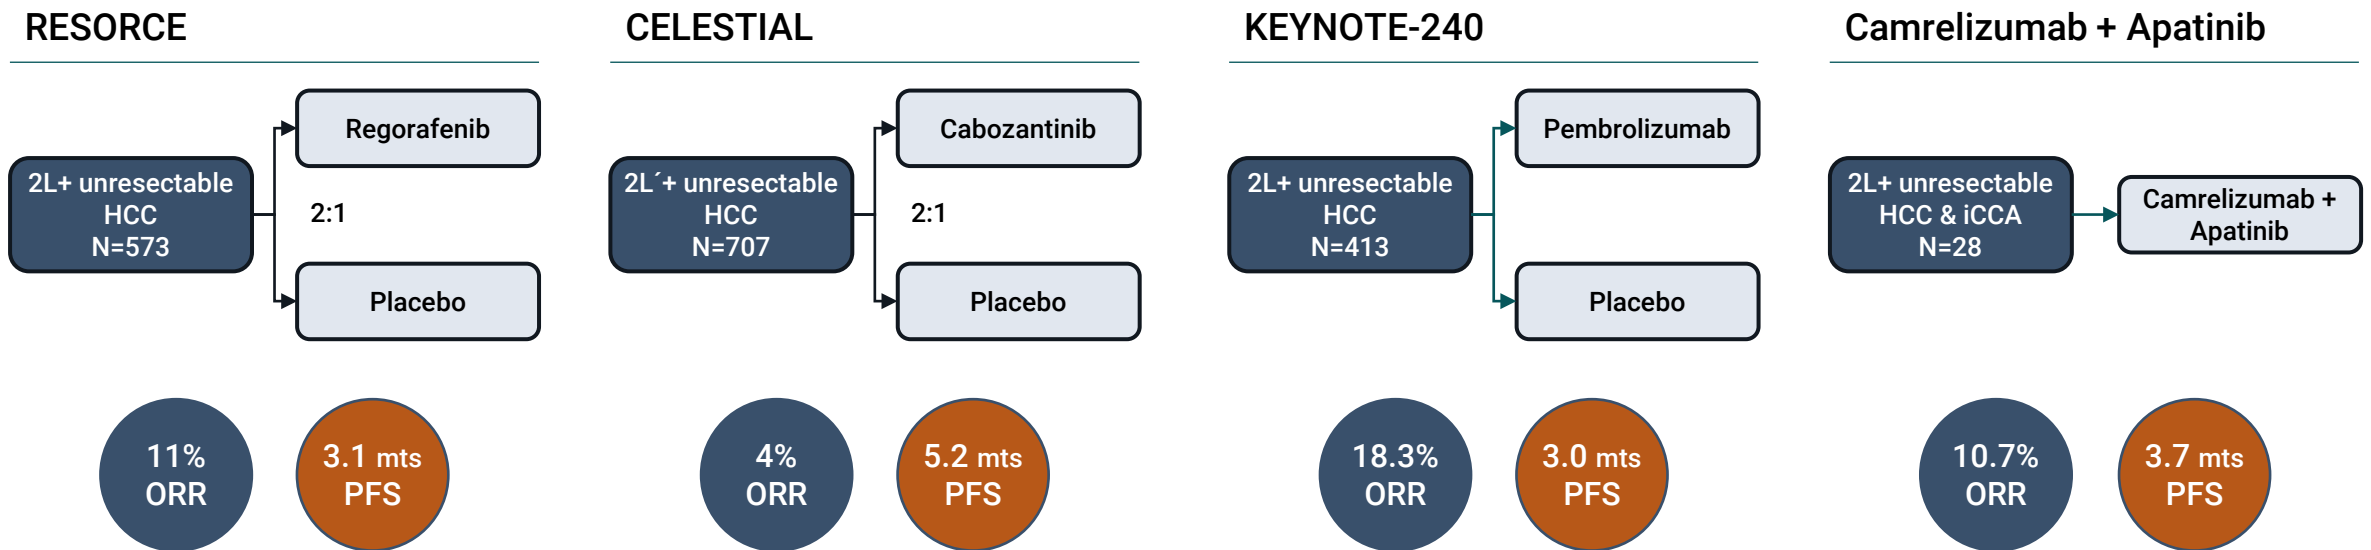 RESORCE
Regorafenib
2L+ unresectable
HCC
N=573
2:1
Placebo
11%
ORR
3.1 mts
PFS
CELESTIAL
Cabozantinib
2L´+ unresectable
HCC
N=707
2:1
Placebo
4%
ORR
5.2 mts
PFS
KEYNOTE-240
Pembrolizumab
2L+ unresectable
HCC
N=413
Placebo
18.3%
ORR
3.0 mts
PFS
Camrelizumab + Apatinib
2L+ unresectable
HCC & iCCA
N=28
Camrelizumab +
Apatinib
10.7%
ORR
3.7 mts
PFS